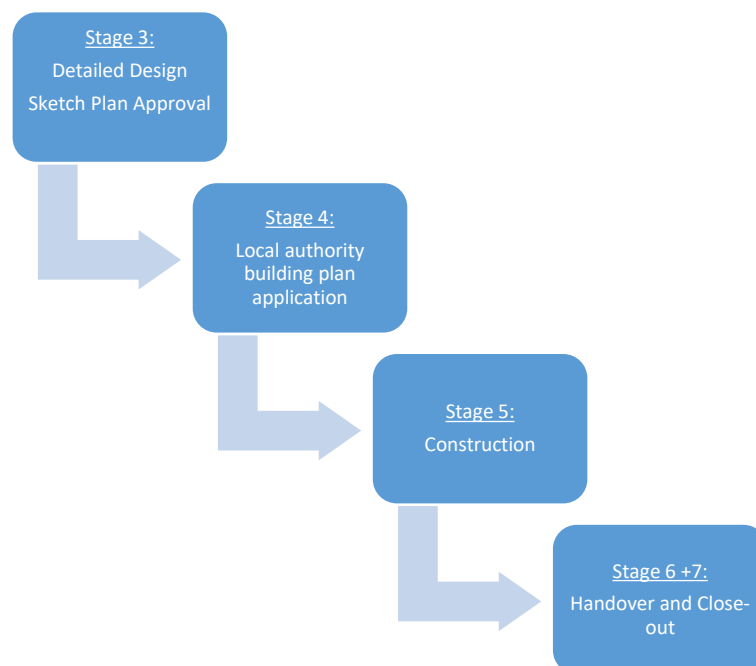 Stage 3:
Detailed Design
Sketch Plan Approval
Stage 4:
Local authority
building plan
application
Stage 5:
Construction
Stage 6 +7:
Handover and Close-
out